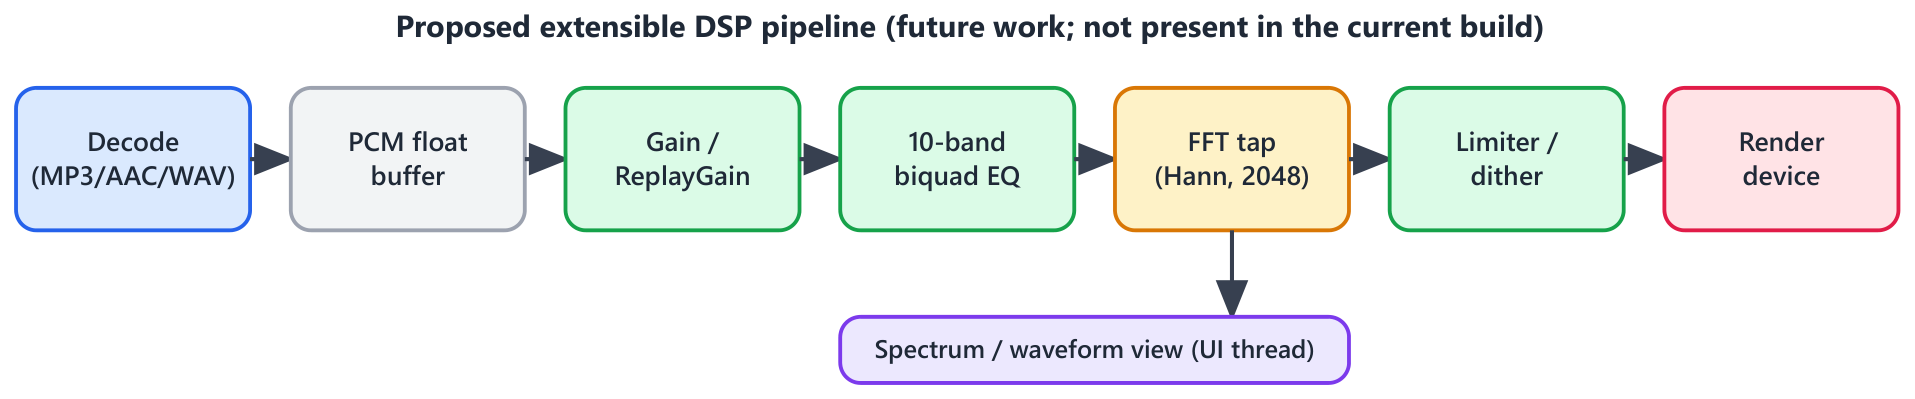 Proposed extensible DSP pipeline (future work; not present in the current build)
Decode
(MP3/AAC/WAV)
PCM float
buffer
Gain /
ReplayGain
10-band
biquad EQ
FFT tap
(Hann, 2048)
Limiter /
dither
Render
device
Spectrum / waveform view (UI thread)